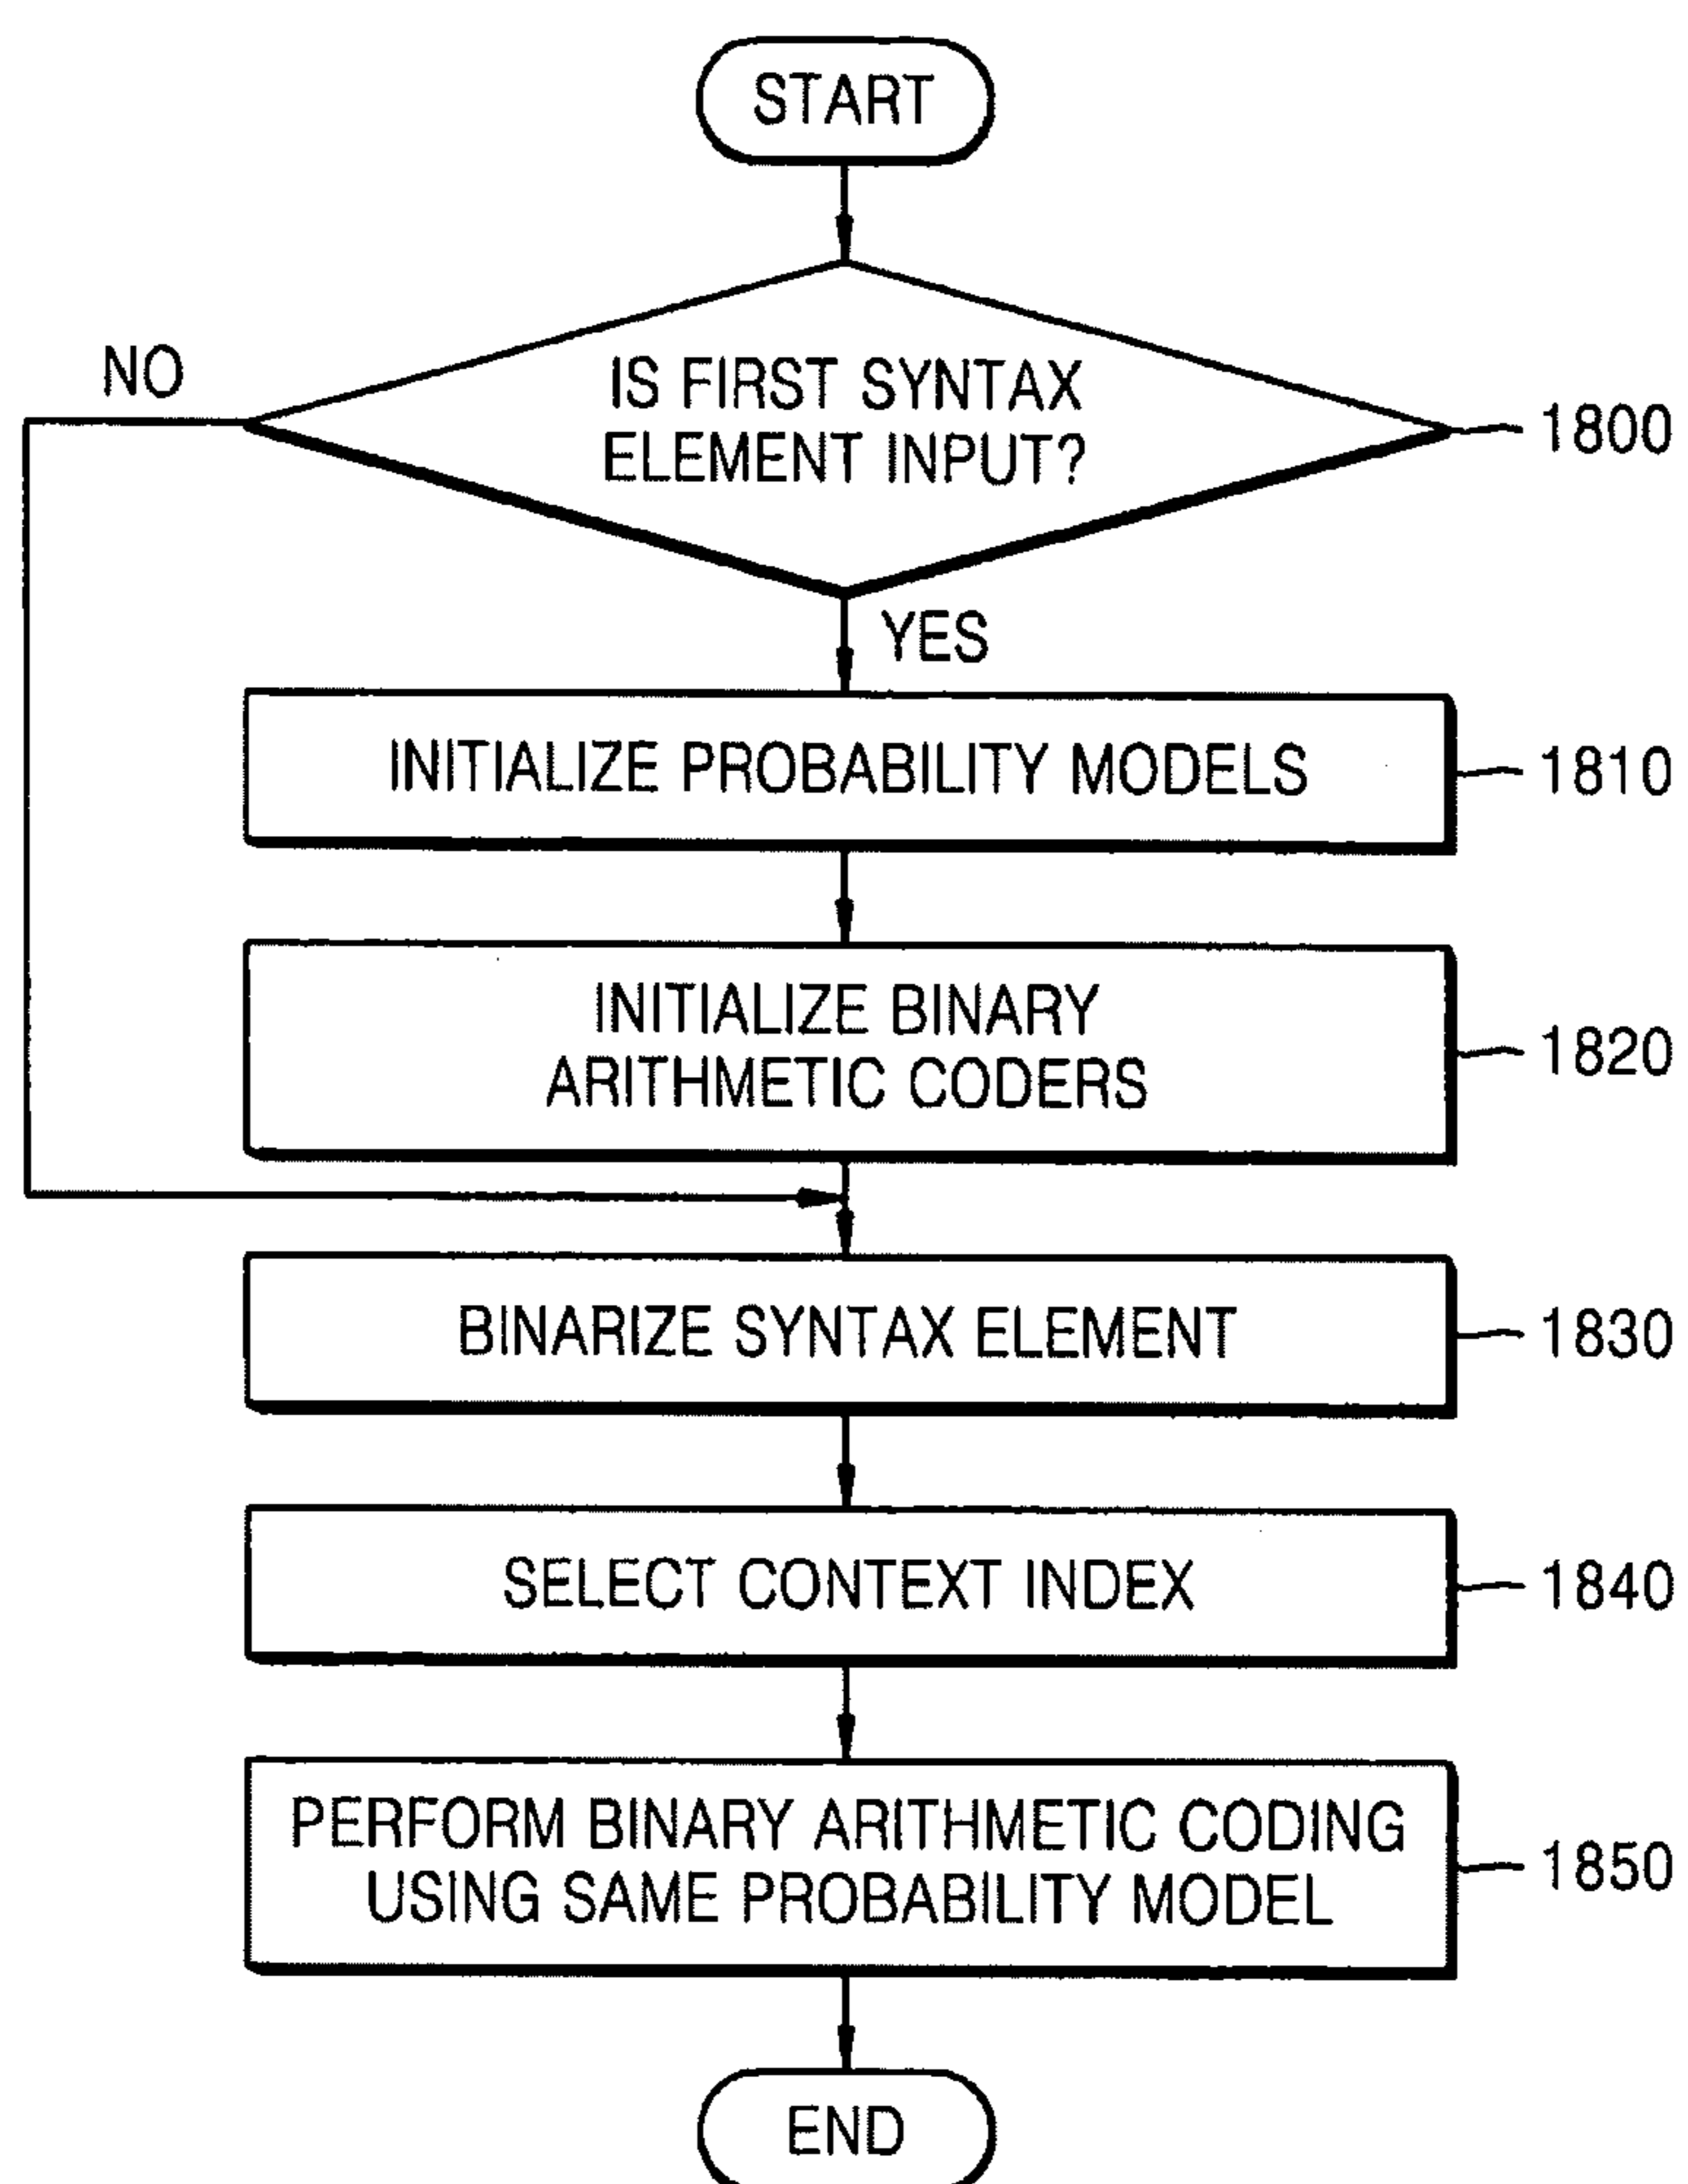 START
NO
IS FIRST SYNTAX
ELEMENT INPUT?
1800
YES
INITIALIZE PROBABILITY MODELS
1810
INITIALIZE BINARY
ARITHMETIC CODERS
1820
BINARIZE SYNTAX ELEMENT
1830
SELECT CONTEXT INDEX
1840
PERFORM BINARY ARITHMETIC CODING
USING SAME PROBABILITY MODEL
1850
END